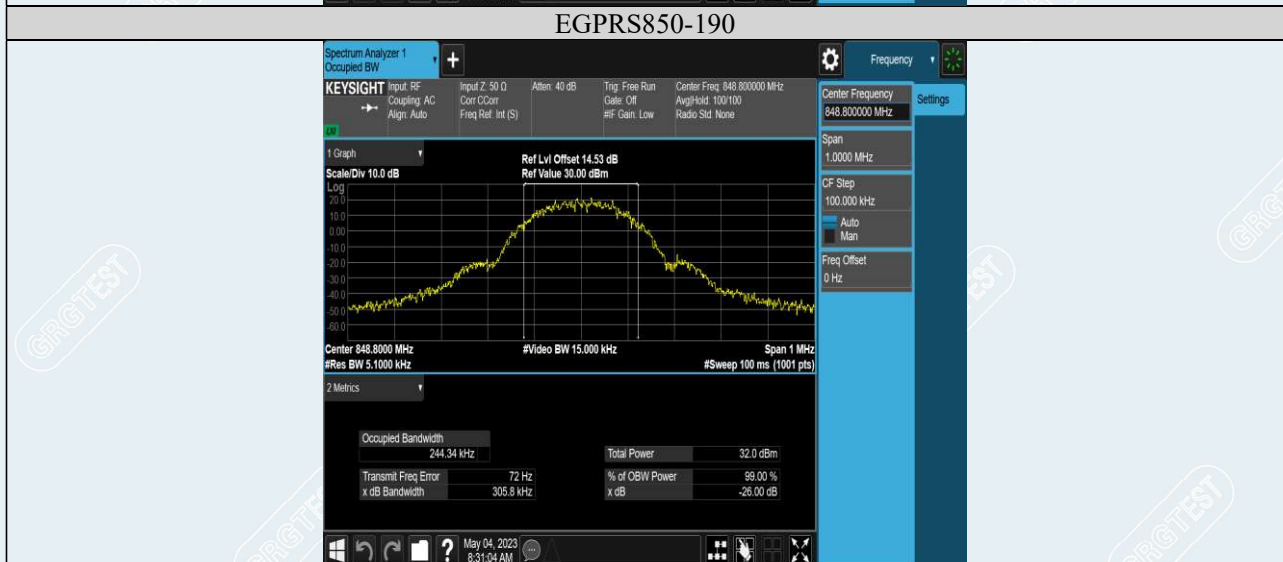 EGPRS850-190
Spectrum Analyzer 1
Occupied BW
+
Frequency
KEYSIGHT
Input: RF
Coupling: AC
Align: Auto
Input Z: 50 Ω
Corr CCorr
Freq Ref: Int (S)
Atten: 40 dB
Trig: Free Run
Gate: Off
#IF Gain: Low
Center Freq: 848.800000 MHz
Avg|Hold: 100/100
Radio Std: None
Center Frequency
848.800000 MHz
Settings
Span
1.0000 MHz
CF Step
100.000 kHz
Auto
Man
Freq Offset
0 Hz
1 Graph
Scale/Div 10.0 dB
Ref Lvl Offset 14.53 dB
Ref Value 30.00 dBm
Log
20.0
10.0
0.00
-10.0
-20.0
-30.0
-40.0
-50.0
-60.0
Center 848.8000 MHz
#Video BW 15.000 kHz
Span 1 MHz
#Res BW 5.1000 kHz
#Sweep 100 ms (1001 pts)
2 Metrics
Occupied Bandwidth
244.34 kHz
Total Power 32.0 dBm
Transmit Freq Error 72 Hz
% of OBW Power 99.00 %
x dB Bandwidth 305.8 kHz
x dB -26.00 dB
?
May 04, 2023
8:31:04 AM
GRGTEST